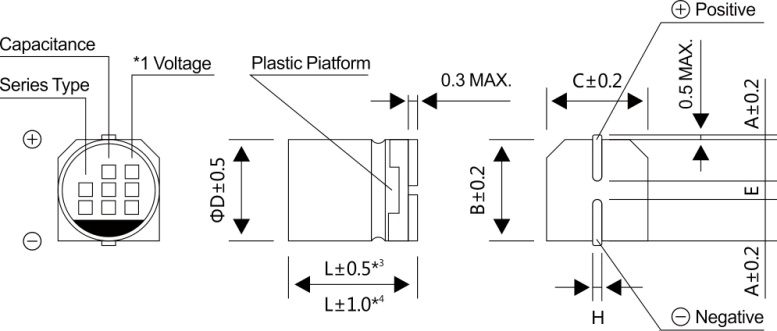 Capacitance
*1 Voltage
Series Type
⊕
⊖
Plastic Piatform
ΦD±0.5
L±0.5*3
L±1.0*4
0.3 MAX.
⊕ Positive
C±0.2
0.5 MAX.
A±0.2
B±0.2
E
A±0.2
H
⊖ Negative